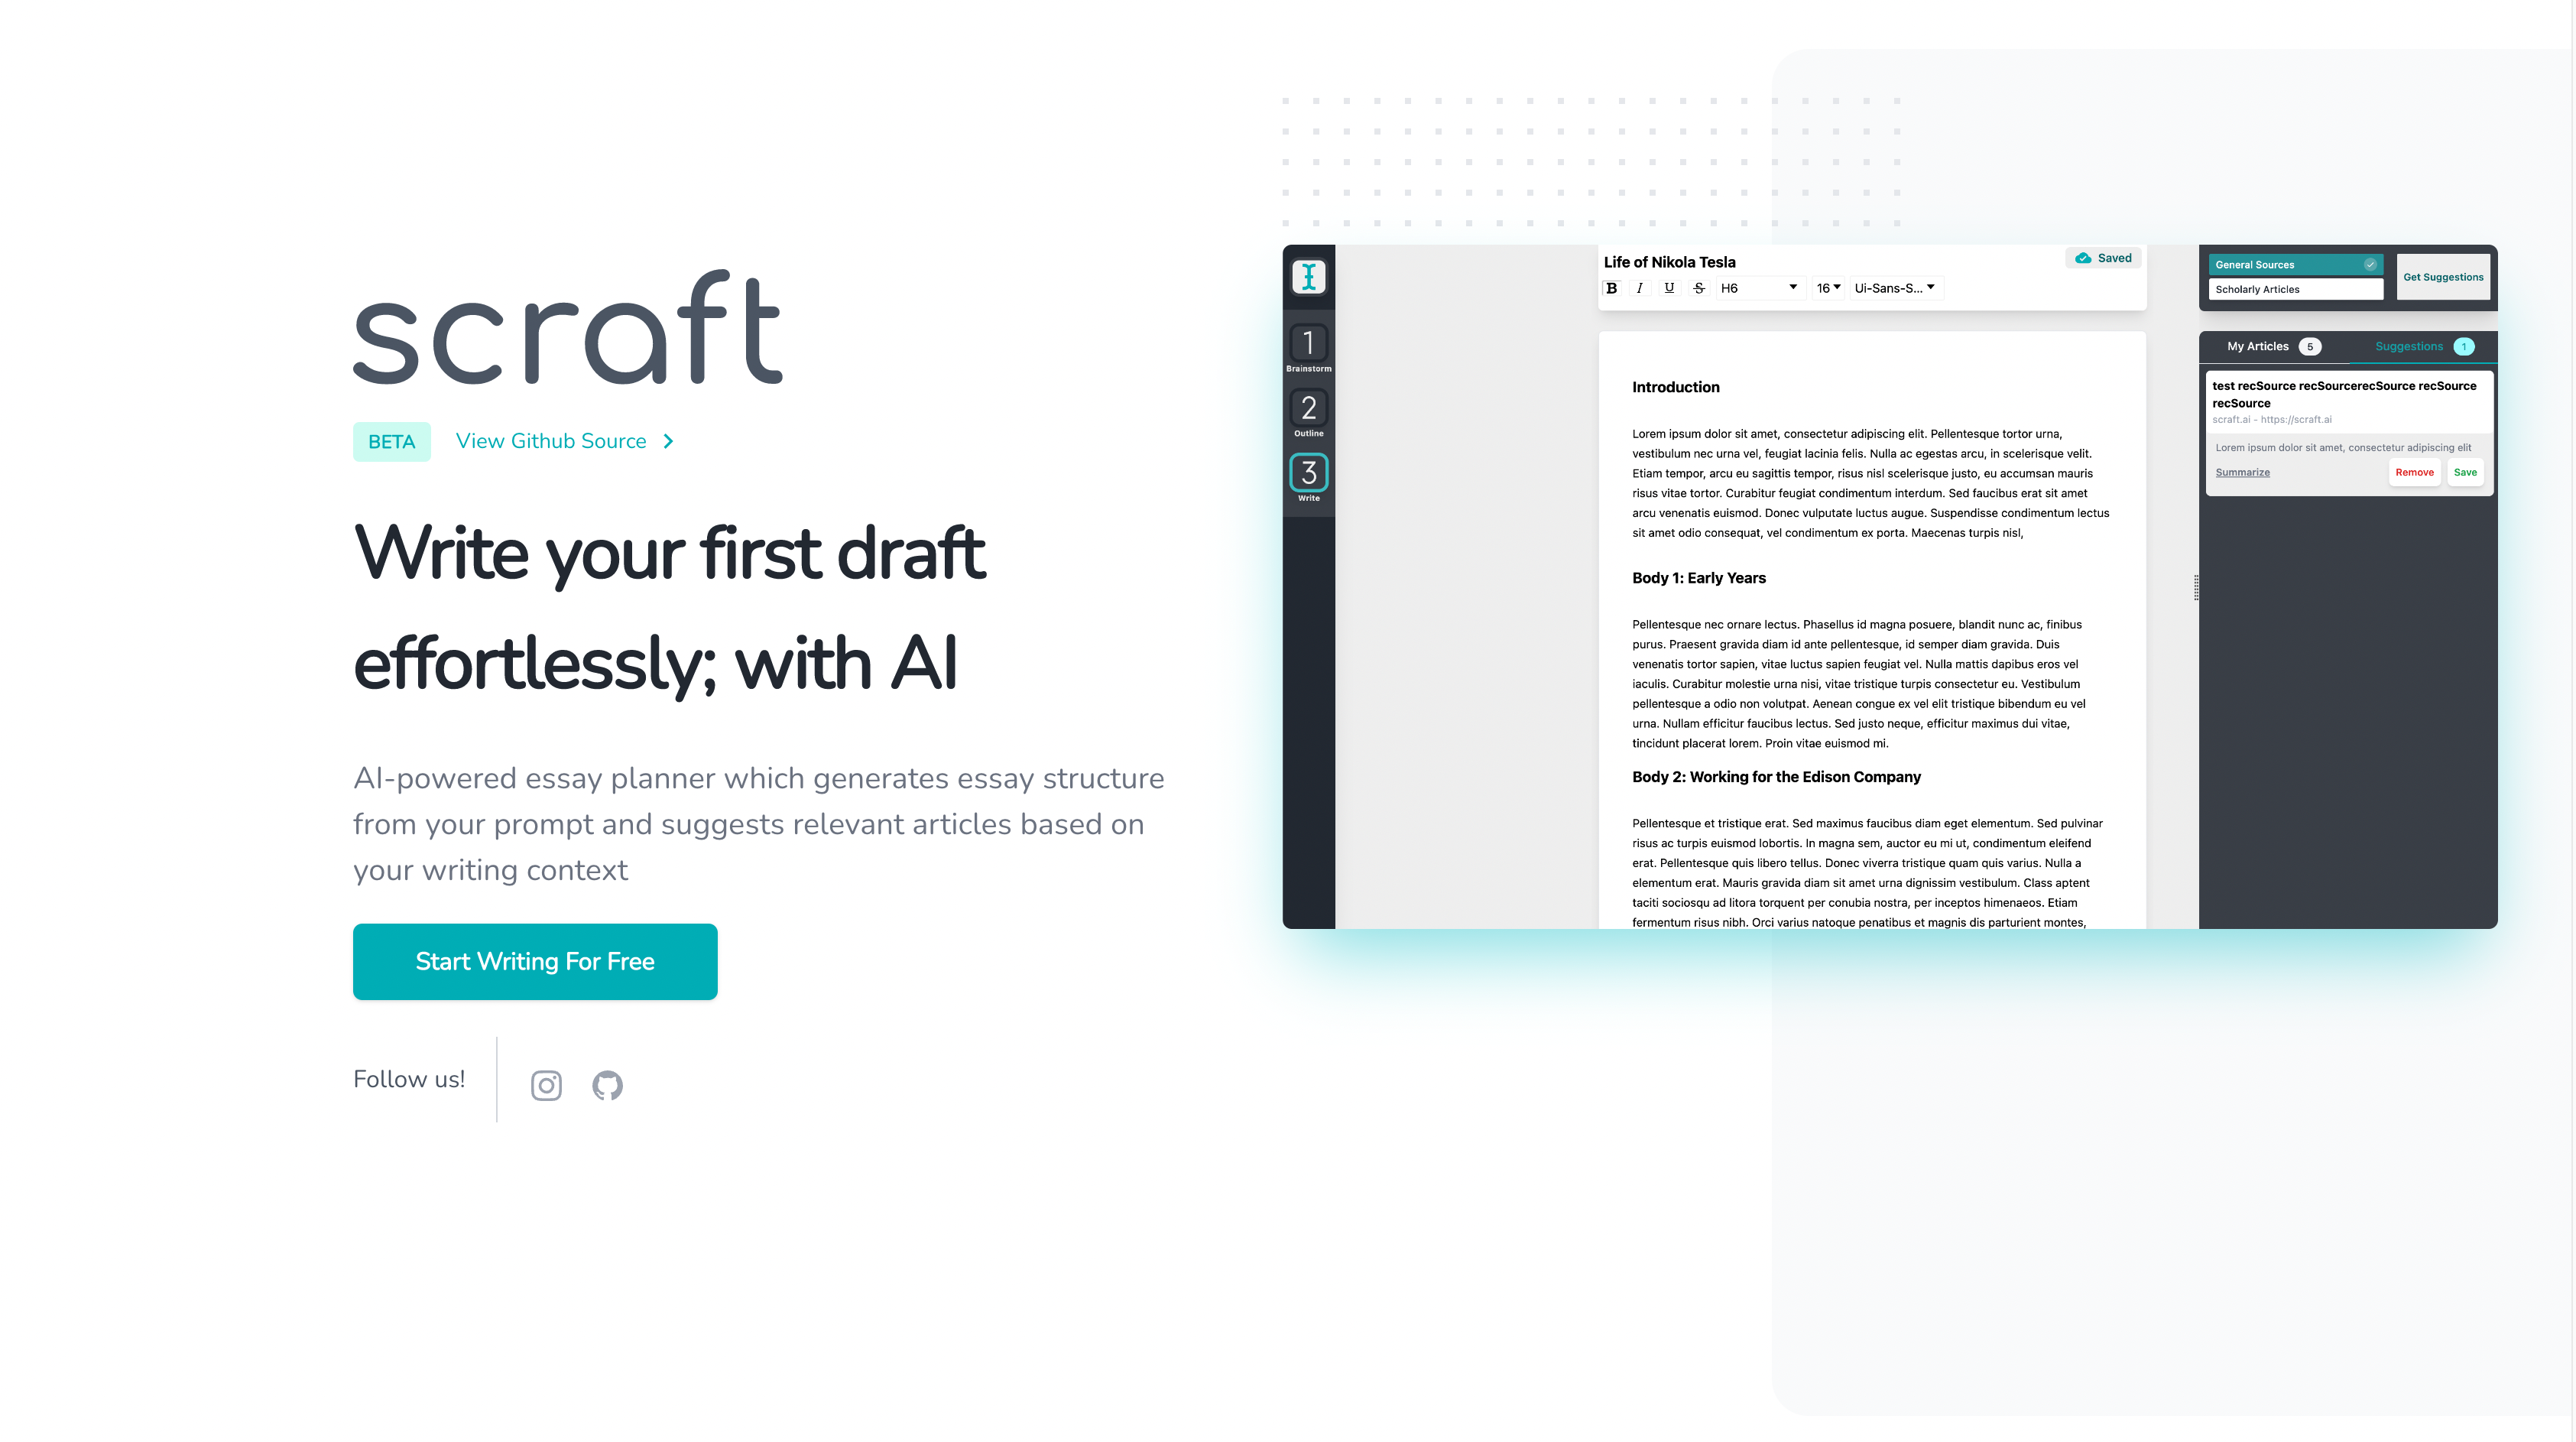 scraft
BETA
View Github Source
Write your first draft
effortlessly; with AI
AI-powered essay planner which generates essay structure
from your prompt and suggests relevant articles based on
your writing context
Start Writing For Free
Follow us!
1
Brainstorm
2
Outline
3
Write
Life of Nikola Tesla
Saved
B I U S H6 16 Ui-Sans-S...
Introduction
Lorem ipsum dolor sit amet, consectetur adipiscing elit. Pellentesque tortor urna,
vestibulum nec urna vel, feugiat lacinia felis. Nulla ac egestas arcu, in scelerisque velit.
Etiam tempor, arcu eu sagittis tempor, risus nisl scelerisque justo, eu accumsan mauris
risus vitae tortor. Curabitur feugiat condimentum interdum. Sed faucibus erat sit amet
arcu venenatis euismod. Donec vulputate luctus augue. Suspendisse condimentum lectus
sit amet odio consequat, vel condimentum ex porta. Maecenas turpis nisl,
Body 1: Early Years
Pellentesque nec ornare lectus. Phasellus id magna posuere, blandit nunc ac, finibus
purus. Praesent gravida diam id ante pellentesque, id semper diam gravida. Duis
venenatis tortor sapien, vitae luctus sapien feugiat vel. Nulla mattis dapibus eros vel
iaculis. Curabitur molestie urna nisi, vitae tristique turpis consectetur eu. Vestibulum
pellentesque a odio non volutpat. Aenean congue ex vel elit tristique bibendum eu vel
urna. Nullam efficitur faucibus lectus. Sed justo neque, efficitur maximus dui vitae,
tincidunt placerat lorem. Proin vitae euismod mi.
Body 2: Working for the Edison Company
Pellentesque et tristique erat. Sed maximus faucibus diam eget elementum. Sed pulvinar
risus ac turpis euismod lobortis. In magna sem, auctor eu mi ut, condimentum eleifend
erat. Pellentesque quis libero tellus. Donec viverra tristique quam quis varius. Nulla a
elementum erat. Mauris gravida diam sit amet urna dignissim vestibulum. Class aptent
taciti sociosqu ad litora torquent per conubia nostra, per inceptos himenaeos. Etiam
fermentum risus nibh. Orci varius natoque penatibus et magnis dis parturient montes,
General Sources
Scholarly Articles
Get Suggestions
My Articles 5
Suggestions 1
test recSource recSourcerecSource recSource
recSource
scraft.ai - https://scraft.ai
Lorem ipsum dolor sit amet, consectetur adipiscing elit
Summarize
Remove
Save